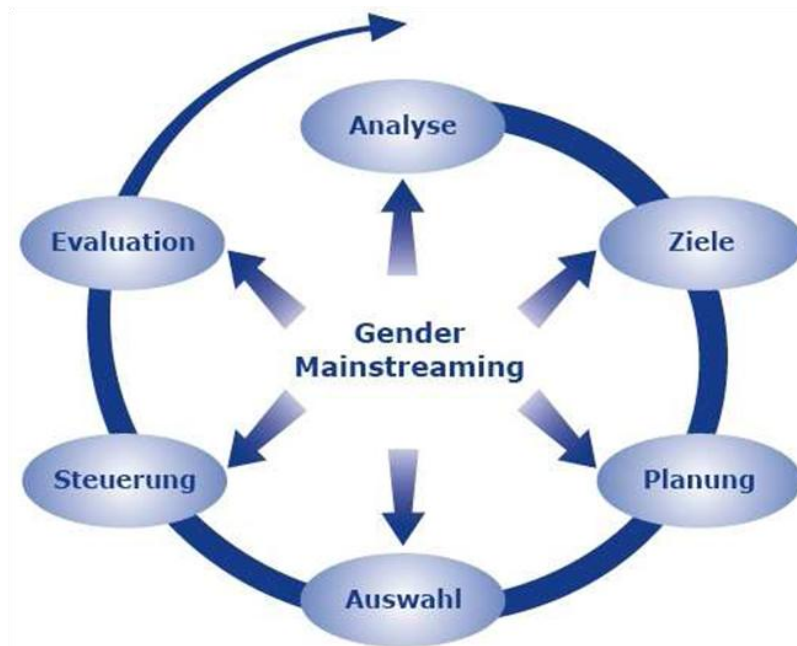 Analyse
Ziele
Planung
Auswahl
Steuerung
Evaluation
Gender
Mainstreaming